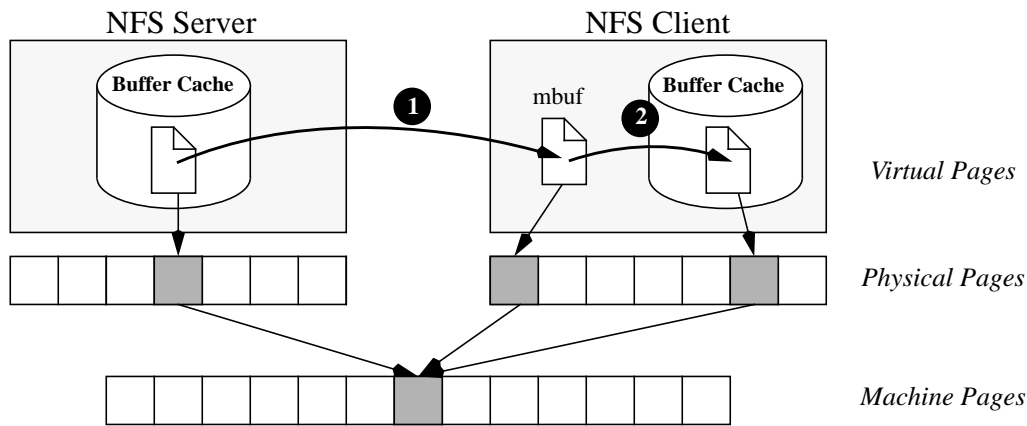 NFS Server
NFS Client
Buffer Cache
mbuf
Buffer Cache
1
2
Virtual Pages
Physical Pages
Machine Pages